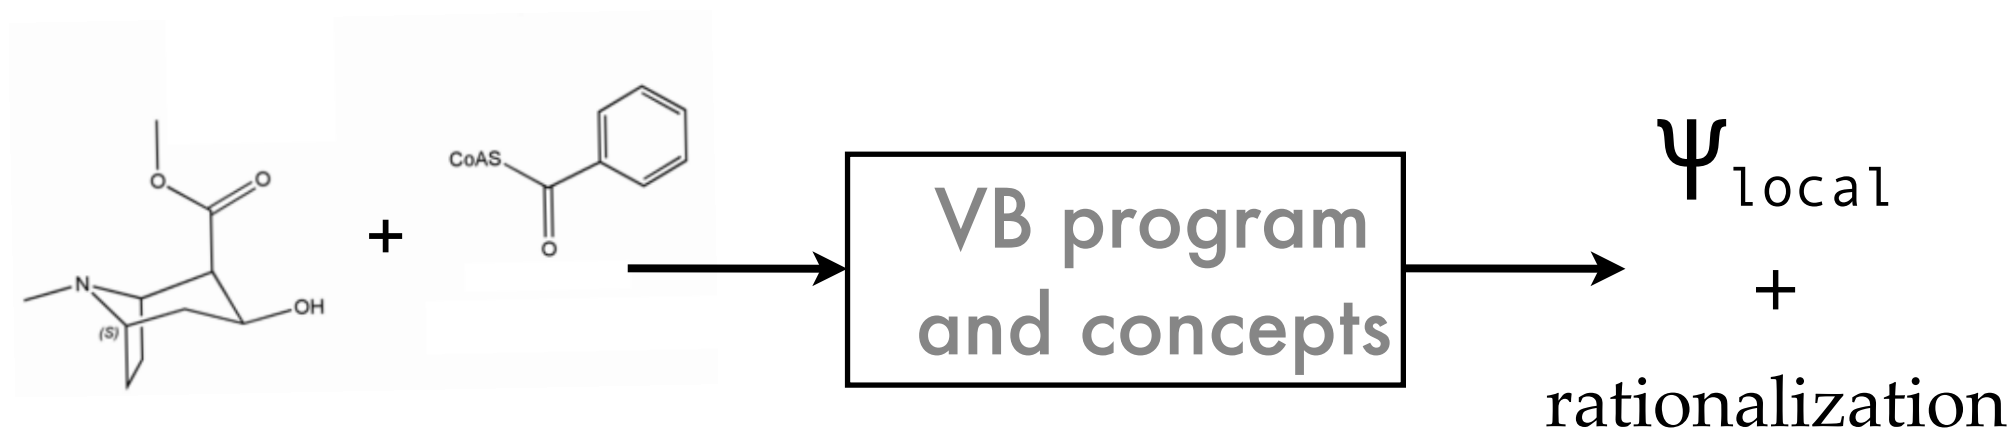 O
O
N
OH
(S)
+
CoAS
O
VB program
and concepts
Ψlocal
+
rationalization